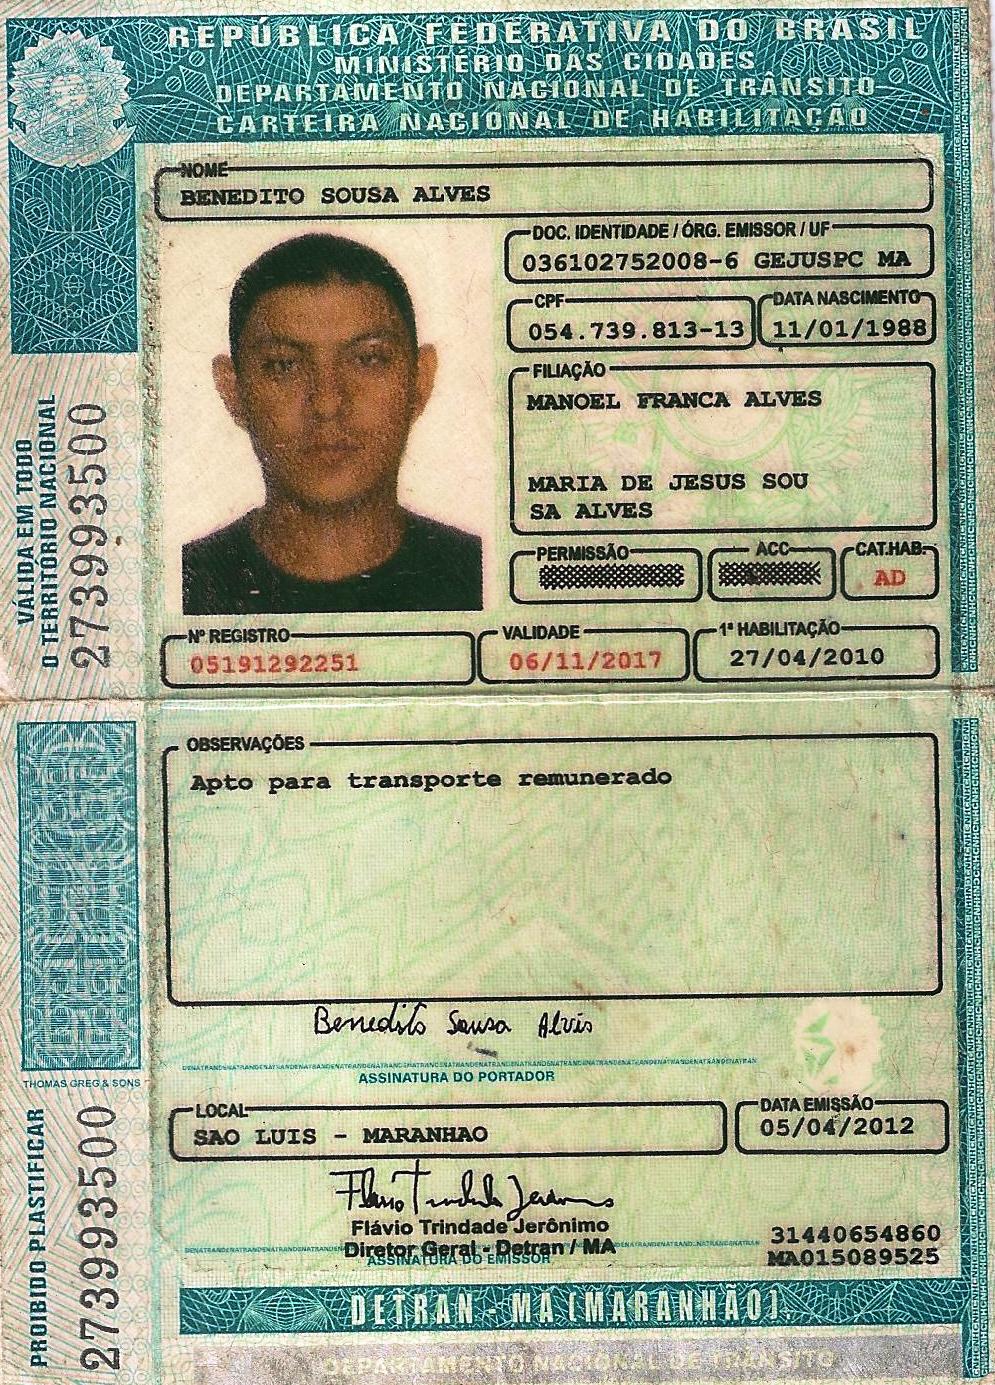 REPÚBLICA FEDERATIVA DO BRASIL
MINISTÉRIO DAS CIDADES
DEPARTAMENTO NACIONAL DE TRÂNSITO
CARTEIRA NACIONAL DE HABILITAÇÃO
NOME
BENEDITO SOUSA ALVES
DOC. IDENTIDADE / ÓRG. EMISSOR / UF
036102752008-6 GEJUSPC MA
CPF
054.739.813-13
DATA NASCIMENTO
11/01/1988
FILIAÇÃO
MANOEL FRANCA ALVES
MARIA DE JESUS SOU
SA ALVES
PERMISSÃO
ACC
CAT.HAB.
AD
Nº REGISTRO
05191292251
VALIDADE
06/11/2017
1ª HABILITAÇÃO
27/04/2010
VÁLIDA EM TODO
O TERRITÓRIO NACIONAL
2739993500
OBSERVAÇÕES
Apto para transporte remunerado
Benedito Sousa Alvis
ASSINATURA DO PORTADOR
THOMAS GREG & SONS
LOCAL
SAO LUIS - MARANHAO
DATA EMISSÃO
05/04/2012
Flávio Trindade Jerônimo
Flávio Trindade Jerônimo
Diretor Geral - Detran / MA
ASSINATURA DO EMISSOR
31440654860
MA015089525
PROIBIDO PLASTIFICAR
2739993500
DETRAN - MA (MARANHÃO)
DEPARTAMENTO NACIONAL DE TRÂNSITO